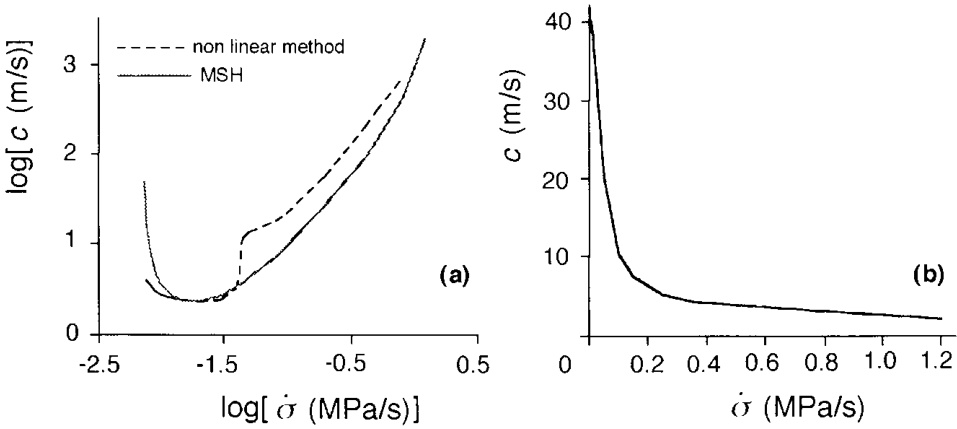 non linear method
MSH
log[ c (m/s)]
3
2
1
0
-2.5
-1.5
-0.5
0.5
log[ σ̇ (MPa/s)]
(a)
c (m/s)
40
30
20
10
0
0.2
0.4
0.6
0.8
1.0
1.2
σ̇ (MPa/s)
(b)